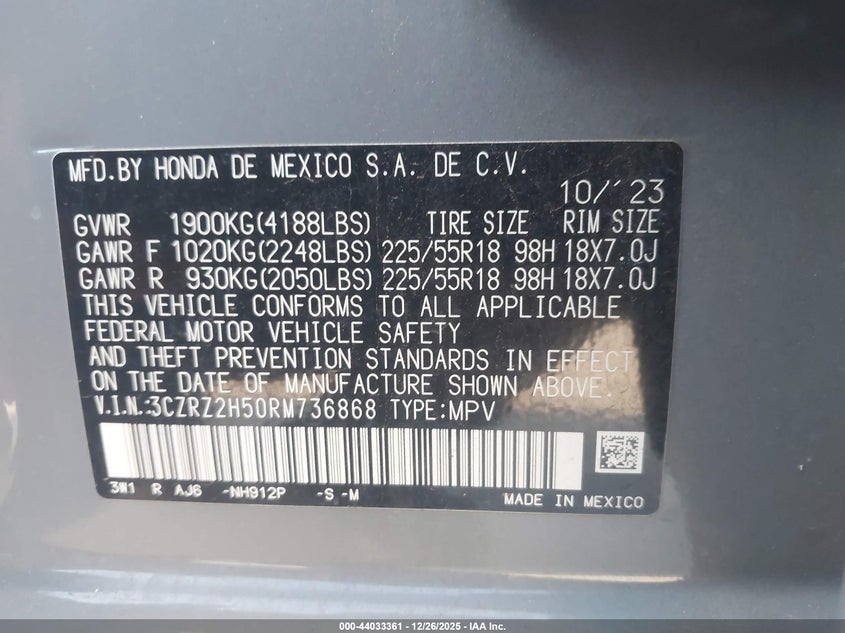 MFD.BY HONDA DE MEXICO S.A. DE C.V.
10/'23
GVWR 1900KG(4188LBS) TIRE SIZE RIM SIZE
GAWR F 1020KG(2248LBS) 225/55R18 98H 18X7.0J
GAWR R 930KG(2050LBS) 225/55R18 98H 18X7.0J
THIS VEHICLE CONFORMS TO ALL APPLICABLE
FEDERAL MOTOR VEHICLE SAFETY
AND THEFT PREVENTION STANDARDS IN EFFECT
ON THE DATE OF MANUFACTURE SHOWN ABOVE.
V.I.N.:3CZRZ2H50RM736868 TYPE:MPV
3W1 R AJ6 -NH912P -S -M
MADE IN MEXICO
000-44033361 - 12/26/2025 - IAA Inc.